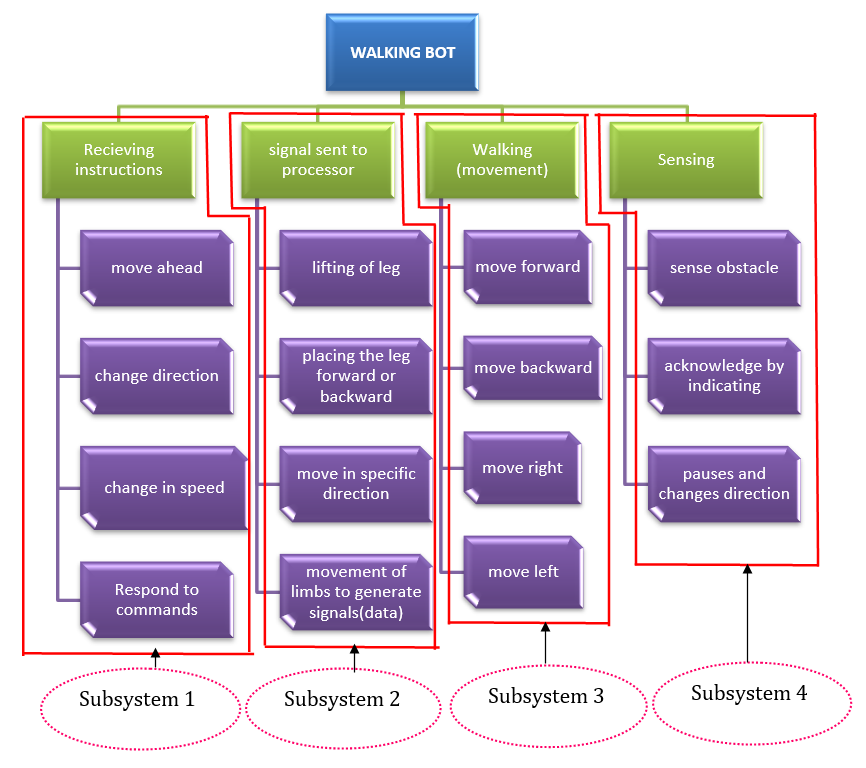 WALKING BOT
Recieving
instructions
move ahead
change direction
change in speed
Respond to
commands
signal sent to
processor
lifting of leg
placing the leg
forward or
backward
move in specific
direction
movement of
limbs to generate
signals(data)
Walking
(movement)
move forward
move backward
move right
move left
Sensing
sense obstacle
acknowledge by
indicating
pauses and
changes direction
Subsystem 1
Subsystem 2
Subsystem 3
Subsystem 4